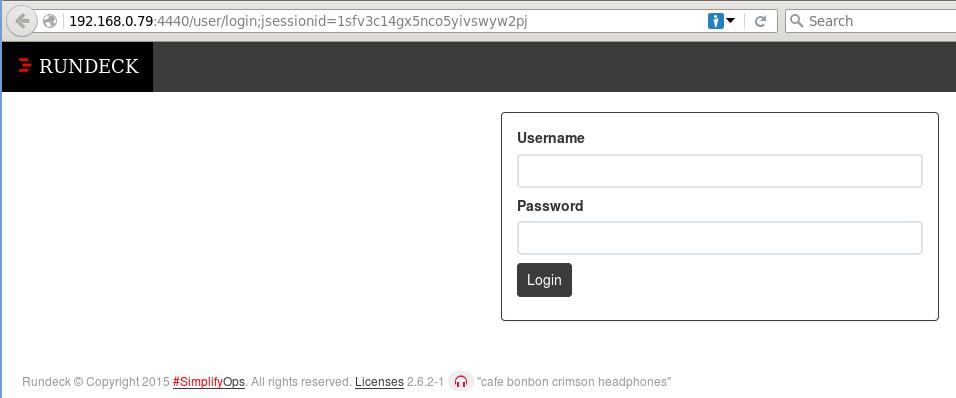 192.168.0.79:4440/user/login;jsessionid=1sfv3c14gx5nco5yivswyw2pj Search
RUNDECK
Username
Password
Login
Rundeck © Copyright 2015 #SimplifyOps. All rights reserved. Licenses 2.6.2-1 "cafe bonbon crimson headphones"